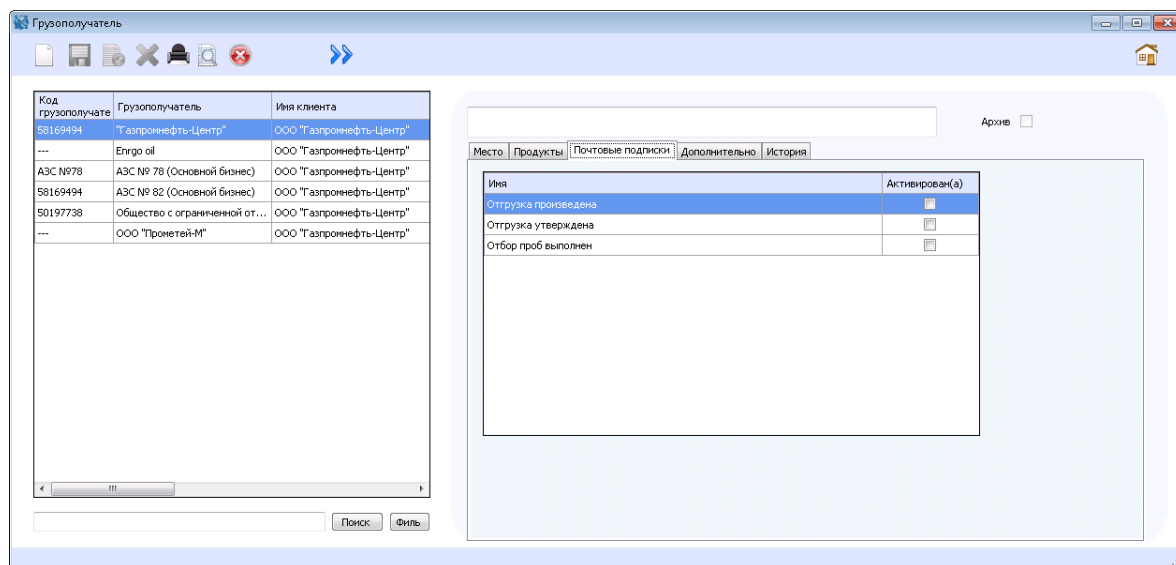 Грузополучатель
Код грузополучате Грузополучатель Имя клиента
58169494 "Газпромнефть-Центр" ООО "Газпромнефть-Центр"
--- Enrgo oil ООО "Газпромнефть-Центр"
АЗС №78 АЗС № 78 (Основной бизнес) ООО "Газпромнефть-Центр"
58169494 АЗС № 82 (Основной бизнес) ООО "Газпромнефть-Центр"
50197738 Общество с ограниченной от... ООО "Газпромнефть-Центр"
--- ООО "Прометей-М" ООО "Газпромнефть-Центр"
Поиск Филь
Архив
Место Продукты Почтовые подписки Дополнительно История
Имя Активирован(а)
Отгрузка произведена
Отгрузка утверждена
Отбор проб выполнен